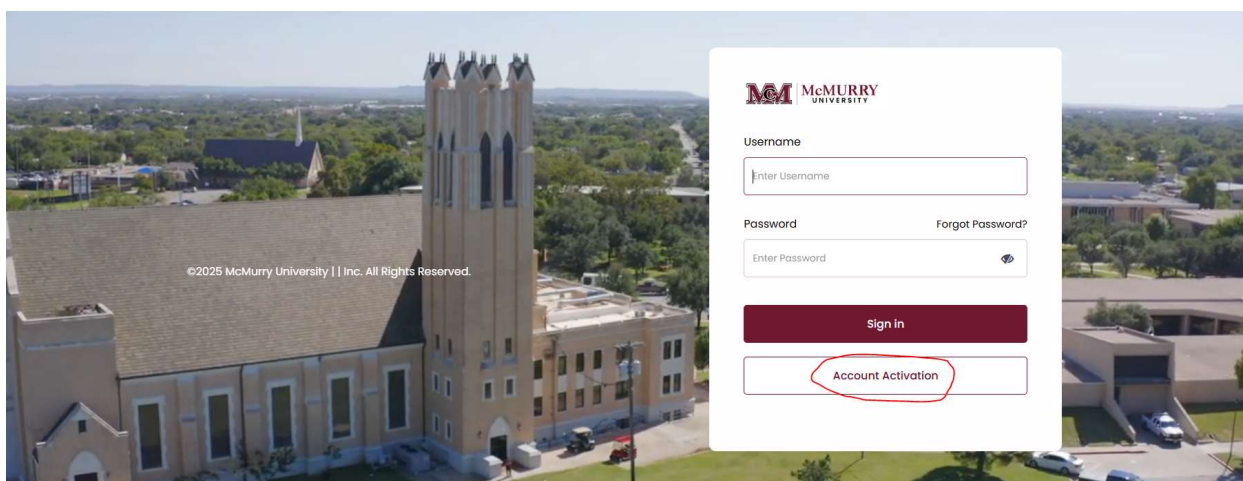 McM McMURRY
UNIVERSITY
Username
Enter Username
Password Forgot Password?
Enter Password
©2025 McMurry University | | Inc. All Rights Reserved.
Sign in
Account Activation